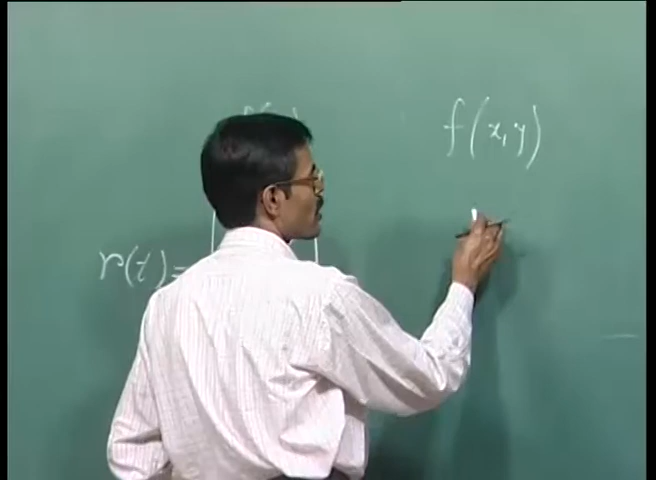 f(x, y)
r(t) =